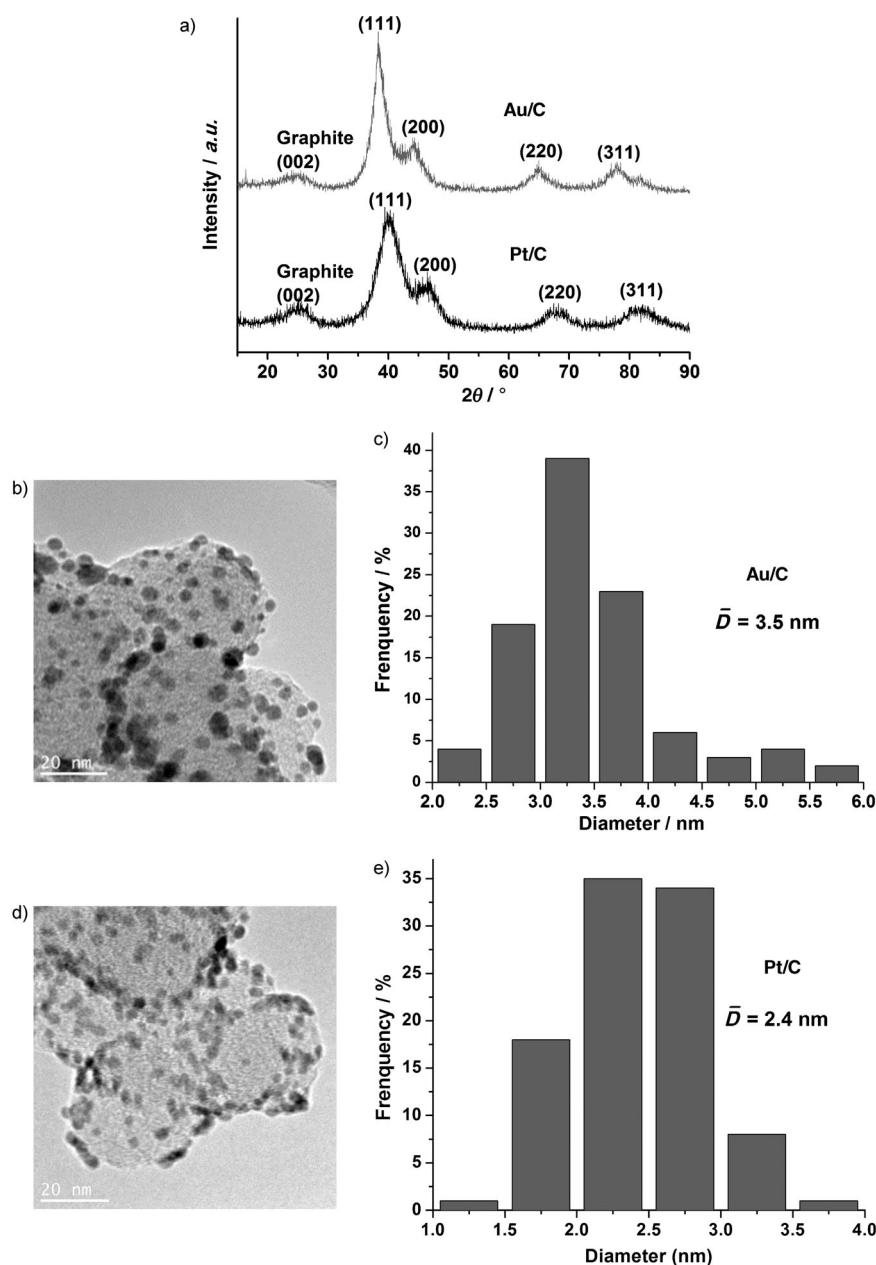 a)
(111)
Au/C
(200)
Graphite
(002)
(220)
(311)
(111)
Pt/C
(200)
Graphite
(002)
(220)
(311)
Intensity / a.u.
20 30 40 50 60 70 80 90
2θ / °
b)
20 nm
c)
40
35
30
25
20
15
10
5
0
Frenquency / %
Au/C
D̄ = 3.5 nm
2.0 2.5 3.0 3.5 4.0 4.5 5.0 5.5 6.0
Diameter / nm
d)
20 nm
e)
35
30
25
20
15
10
5
0
Frenquency / %
Pt/C
D̄ = 2.4 nm
1.0 1.5 2.0 2.5 3.0 3.5 4.0
Diameter (nm)